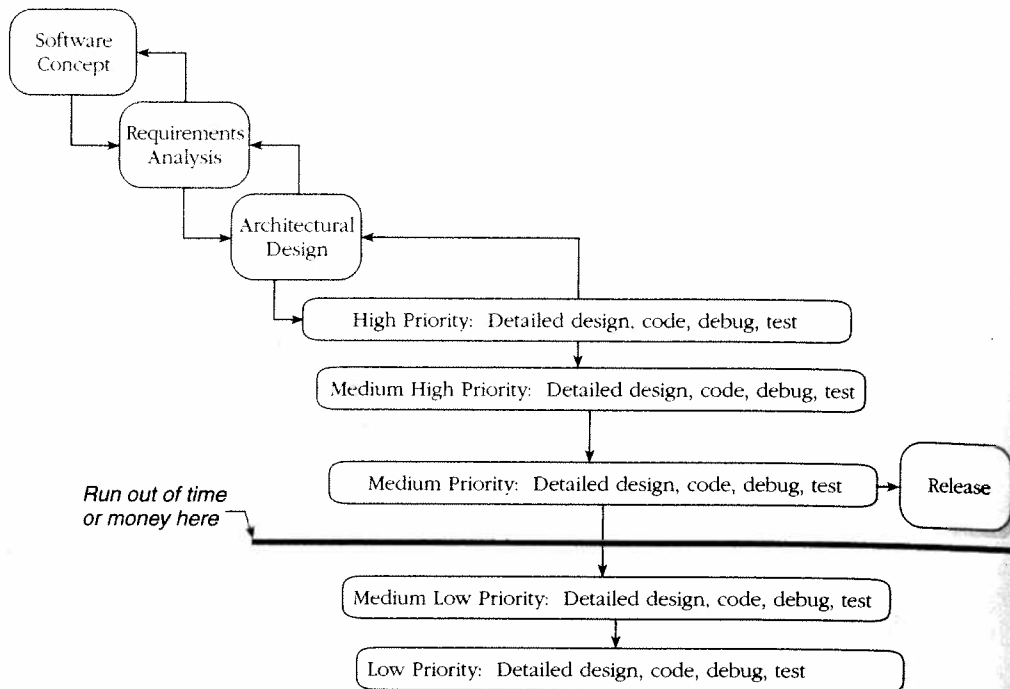 Software
Concept
Requirements
Analysis
Architectural
Design
High Priority: Detailed design, code, debug, test
Medium High Priority: Detailed design, code, debug, test
Medium Priority: Detailed design, code, debug, test
Release
Run out of time
or money here
Medium Low Priority: Detailed design, code, debug, test
Low Priority: Detailed design, code, debug, test